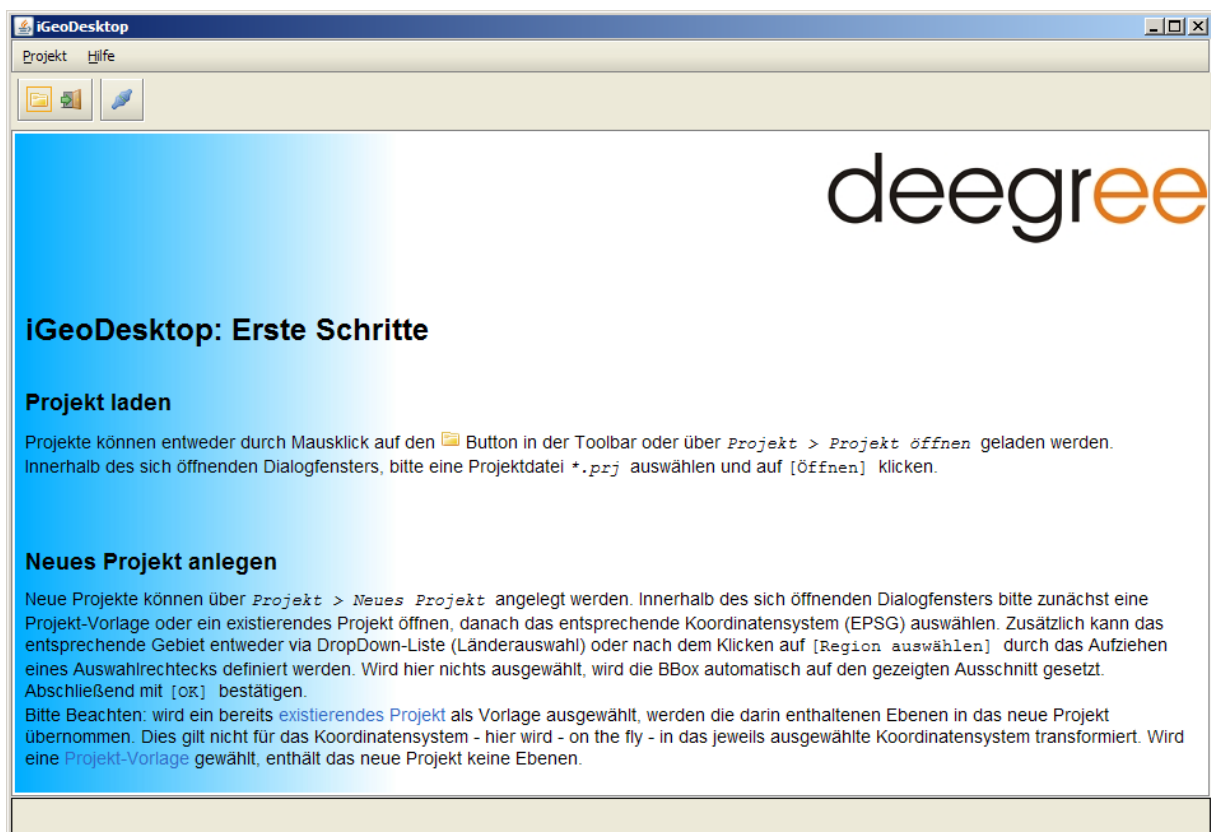 iGeoDesktop
Projekt Hilfe
deegree
iGeoDesktop: Erste Schritte
Projekt laden
Projekte können entweder durch Mausklick auf den Button in der Toolbar oder über Projekt > Projekt öffnen geladen werden.
Innerhalb des sich öffnenden Dialogfensters, bitte eine Projektdatei *.prj auswählen und auf [Öffnen] klicken.
Neues Projekt anlegen
Neue Projekte können über Projekt > Neues Projekt angelegt werden. Innerhalb des sich öffnenden Dialogfensters bitte zunächst eine
Projekt-Vorlage oder ein existierendes Projekt öffnen, danach das entsprechende Koordinatensystem (EPSG) auswählen. Zusätzlich kann das
entsprechende Gebiet entweder via DropDown-Liste (Länderauswahl) oder nach dem Klicken auf [Region auswählen] durch das Aufziehen
eines Auswahlrechtecks definiert werden. Wird hier nichts ausgewählt, wird die BBox automatisch auf den gezeigten Ausschnitt gesetzt.
Abschließend mit [OK] bestätigen.
Bitte Beachten: wird ein bereits existierendes Projekt als Vorlage ausgewählt, werden die darin enthaltenen Ebenen in das neue Projekt
übernommen. Dies gilt nicht für das Koordinatensystem - hier wird - on the fly - in das jeweils ausgewählte Koordinatensystem transformiert. Wird
eine Projekt-Vorlage gewählt, enthält das neue Projekt keine Ebenen.